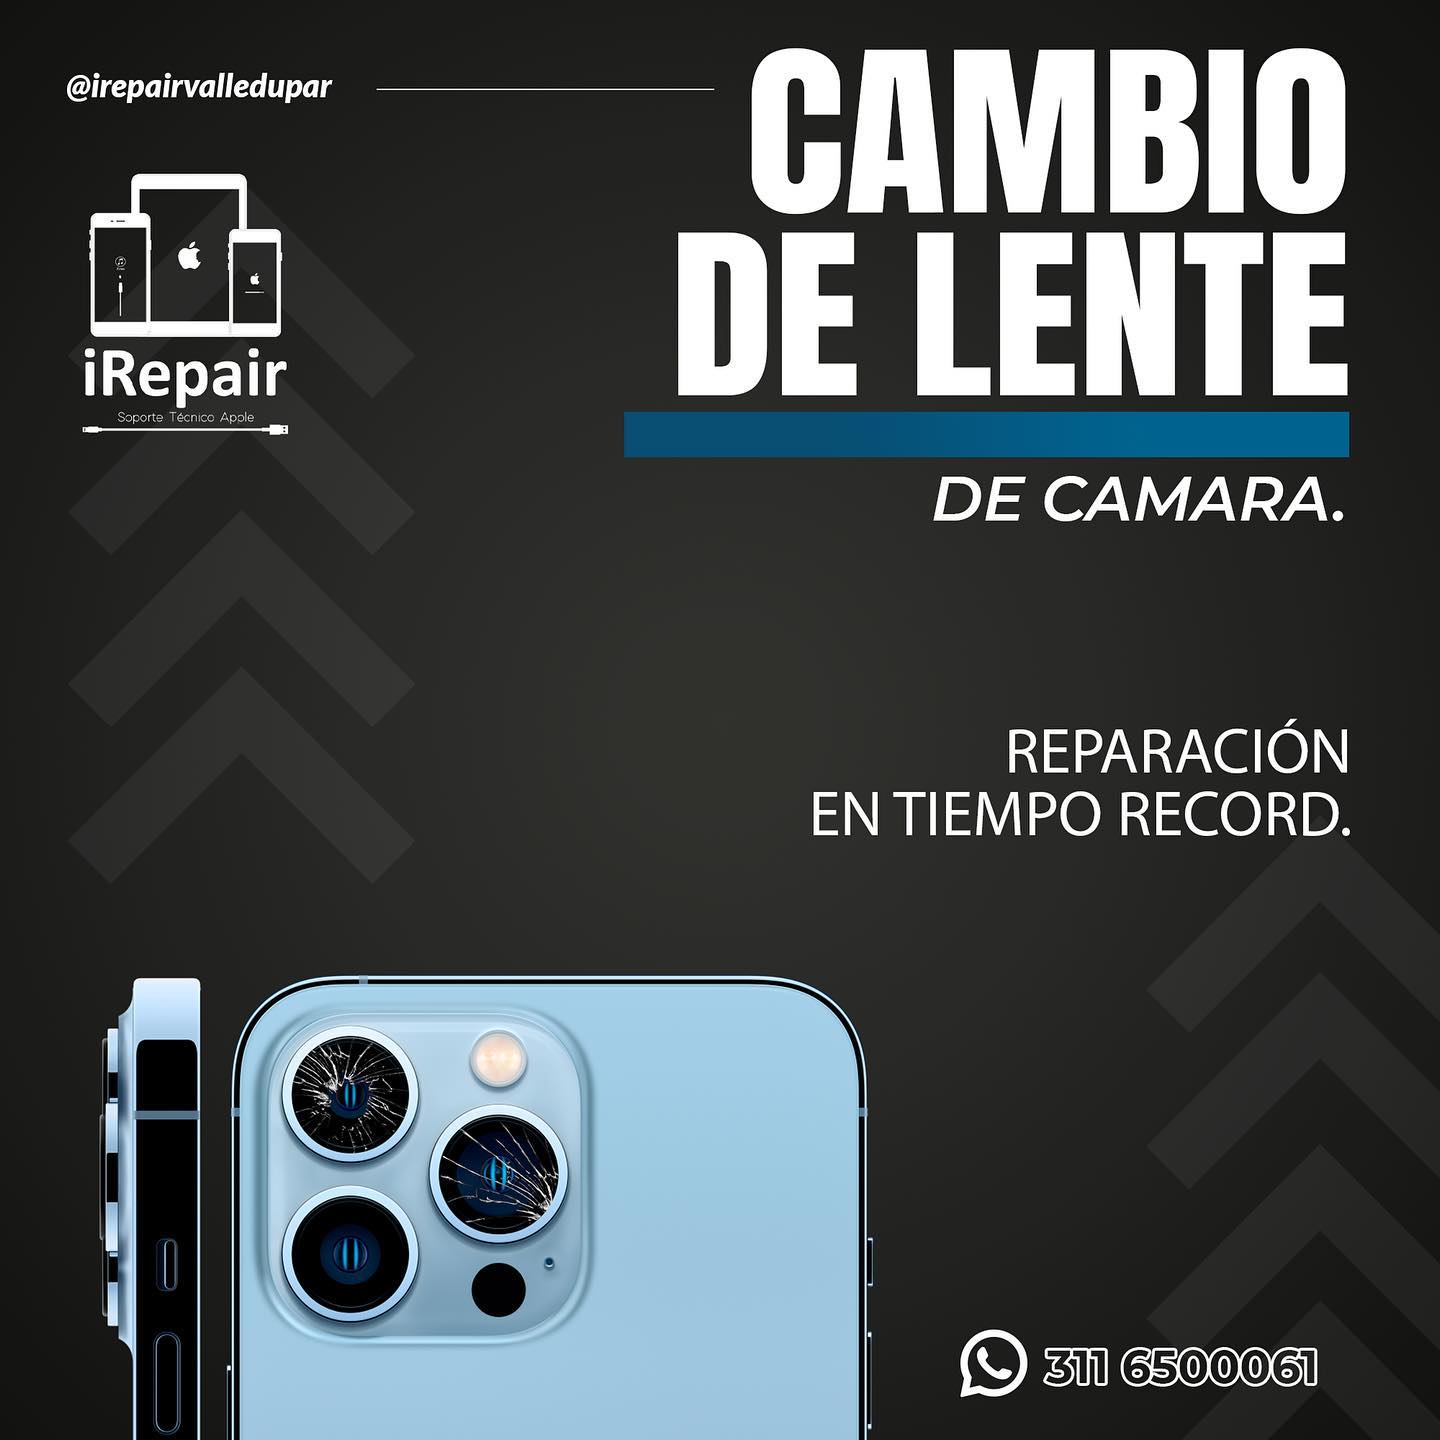 @irepairvalledupar
CAMBIO
DE LENTE
DE CAMARA.
iRepair
Soporte Técnico Apple
REPARACIÓN
EN TIEMPO RECORD.
311 6500061